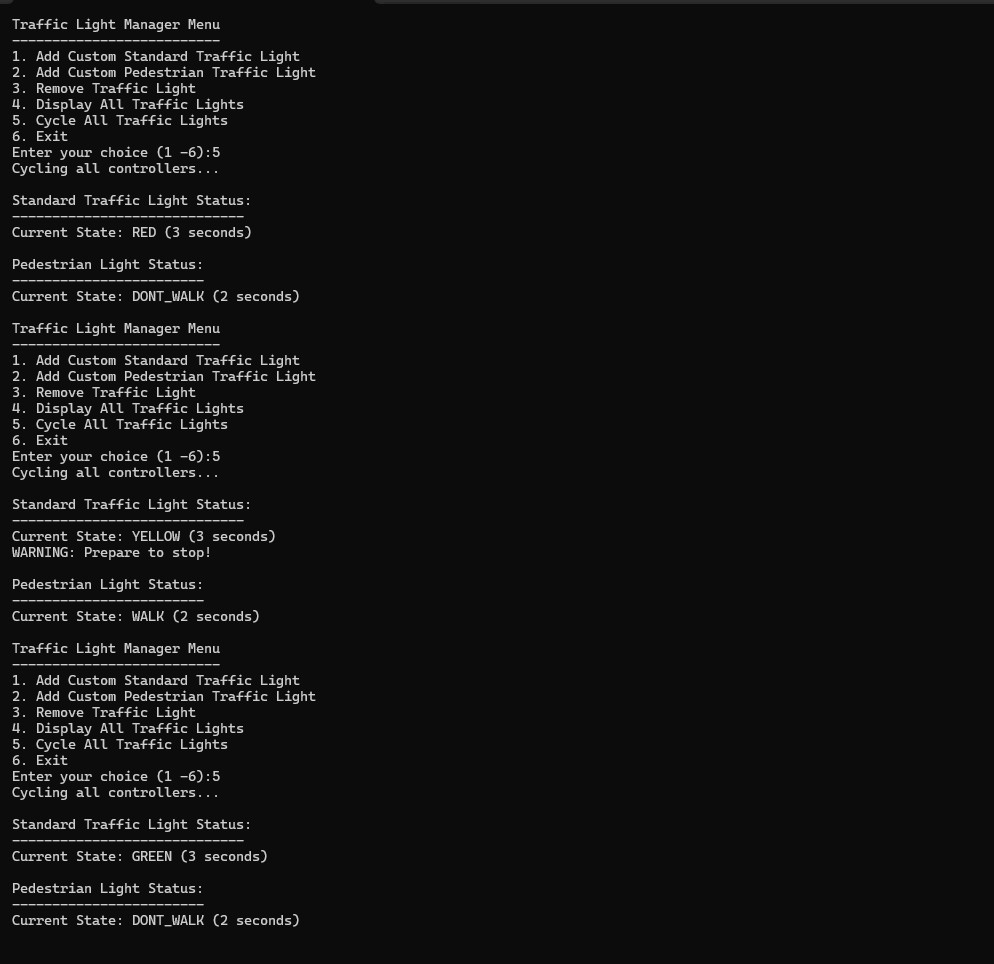 Traffic Light Manager Menu
--------------------------
1. Add Custom Standard Traffic Light
2. Add Custom Pedestrian Traffic Light
3. Remove Traffic Light
4. Display All Traffic Lights
5. Cycle All Traffic Lights
6. Exit
Enter your choice (1 -6):5
Cycling all controllers...
Standard Traffic Light Status:
-----------------------------
Current State: RED (3 seconds)
Pedestrian Light Status:
------------------------
Current State: DONT_WALK (2 seconds)
Traffic Light Manager Menu
--------------------------
1. Add Custom Standard Traffic Light
2. Add Custom Pedestrian Traffic Light
3. Remove Traffic Light
4. Display All Traffic Lights
5. Cycle All Traffic Lights
6. Exit
Enter your choice (1 -6):5
Cycling all controllers...
Standard Traffic Light Status:
-----------------------------
Current State: YELLOW (3 seconds)
WARNING: Prepare to stop!
Pedestrian Light Status:
------------------------
Current State: WALK (2 seconds)
Traffic Light Manager Menu
--------------------------
1. Add Custom Standard Traffic Light
2. Add Custom Pedestrian Traffic Light
3. Remove Traffic Light
4. Display All Traffic Lights
5. Cycle All Traffic Lights
6. Exit
Enter your choice (1 -6):5
Cycling all controllers...
Standard Traffic Light Status:
-----------------------------
Current State: GREEN (3 seconds)
Pedestrian Light Status:
------------------------
Current State: DONT_WALK (2 seconds)